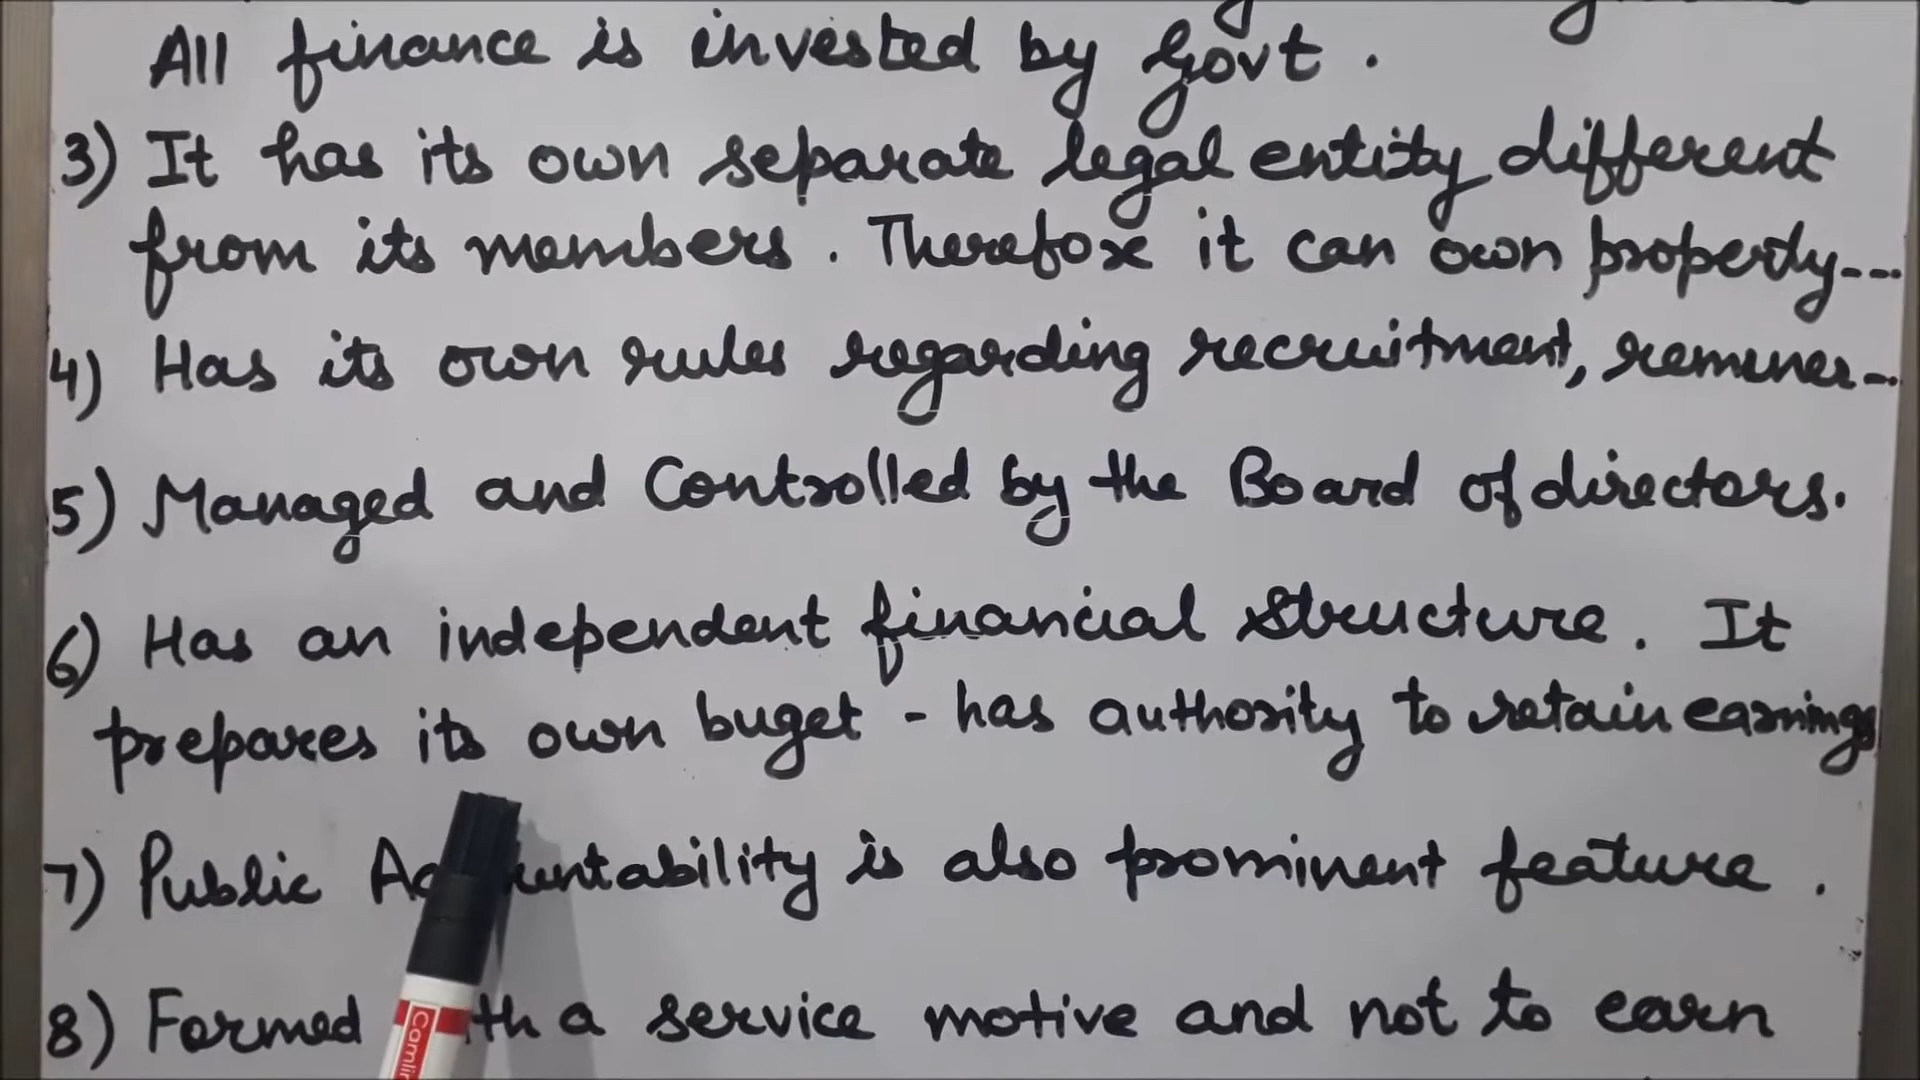 All finance is invested by Govt.
3) It has its own separate legal entity different
from its members. Therefore it can own property---
4) Has its own rules regarding recruitment, remuner--
5) Managed and Controlled by the Board of directors.
6) Has an independent financial structure. It
prepares its own buget - has authority to retain earnings
7) Public is also prominent feature.
8) Formed a service motive and not to earn
Camlin